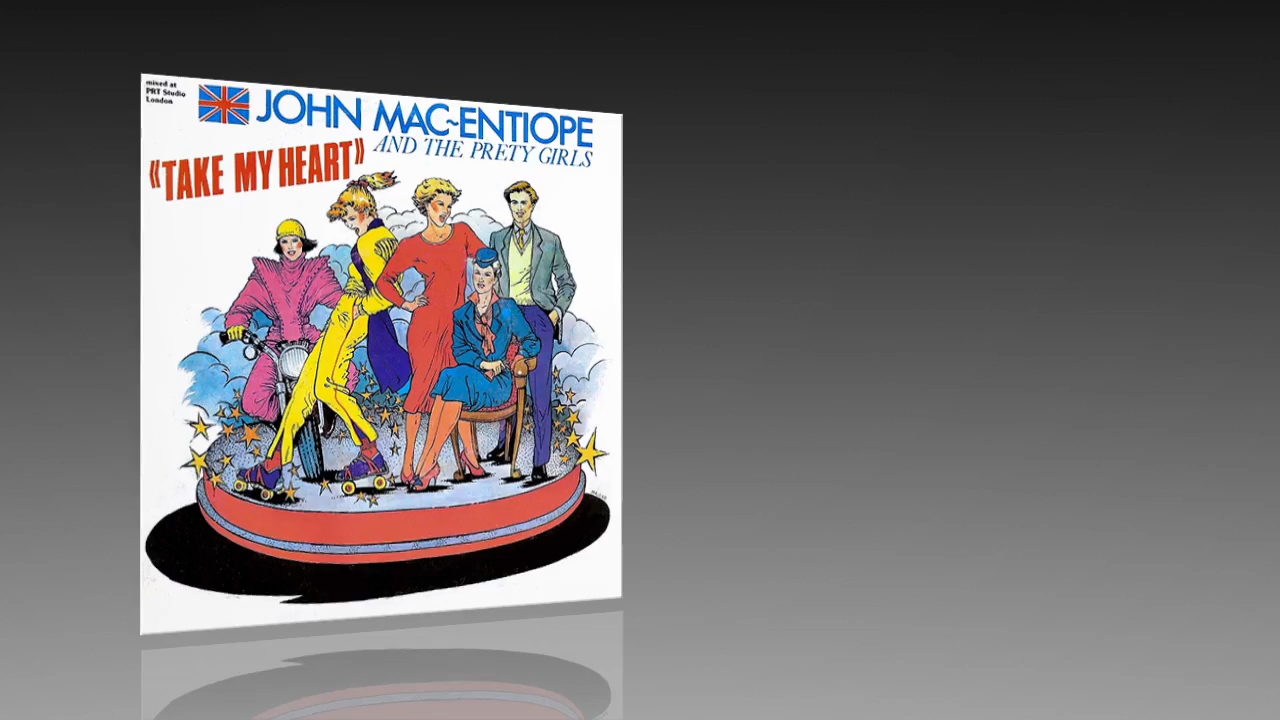 mixed at
PRT Studio
London
JOHN MAC~ENTIOPE
AND THE PRETY GIRLS
«TAKE MY HEART»